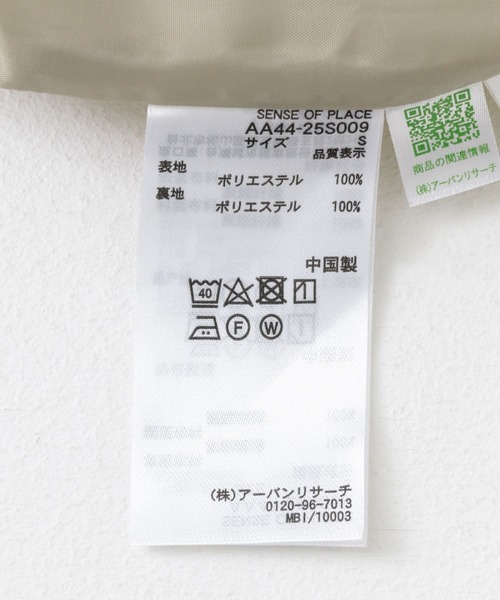 SENSE OF PLACE
AA44-25S009
サイズ S
品質表示
表地
ポリエステル 100%
裏地
ポリエステル 100%
中国製
40
F W
(株)アーバンリサーチ
0120-96-7013
MBI/10003
商品の関連情報
(株)アーバンリサーチ